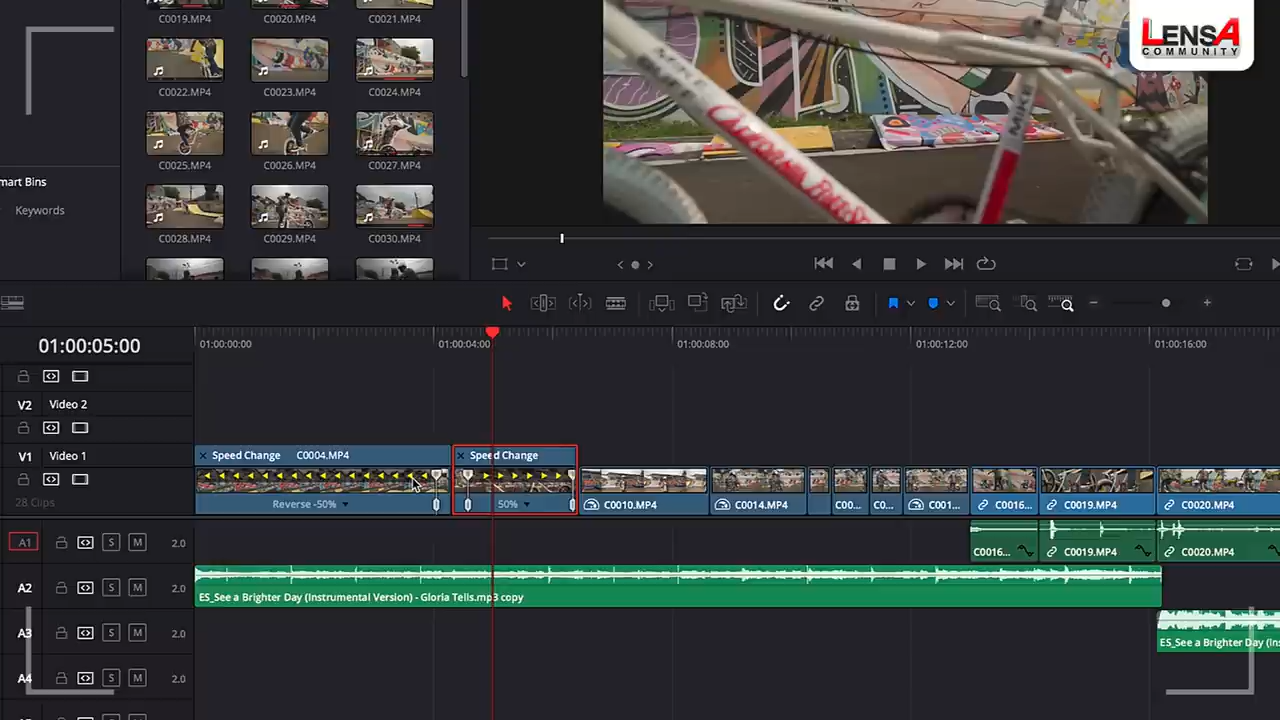 C0019.MP4
C0020.MP4
C0021.MP4
LENSA
COMMUNITY
C0022.MP4
C0023.MP4
C0024.MP4
C0025.MP4
C0026.MP4
C0027.MP4
mart Bins
Keywords
C0028.MP4
C0029.MP4
C0030.MP4
01:00:05:00
01:00:00:00
01:00:04:00
01:00:08:00
01:00:12:00
01:00:16:00
V2 Video 2
V1 Video 1
28 Clips
Speed Change C0004.MP4
Reverse -50%
Speed Change
50%
C0010.MP4
C0014.MP4
C00...
C0...
C001...
C0016...
C0019.MP4
C0020.MP4
A1 S M 2.0
C0016...
C0019.MP4
C0020.MP4
A2 S M 2.0
ES_See a Brighter Day (Instrumental Version) - Gloria Tells.mp3 copy
A3 S M 2.0
ES_See a Brighter Day (Ins
A4 S M 2.0